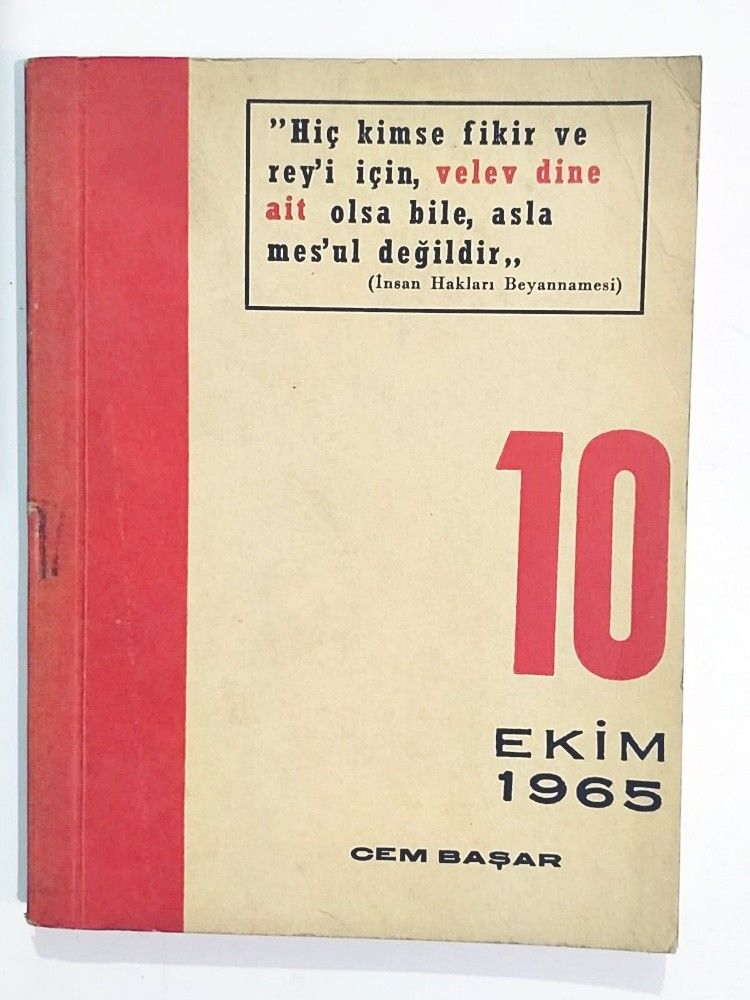 "Hiç kimse fikir ve
rey'i için, velev dine
ait olsa bile, asla
mes'ul değildir„
(İnsan Hakları Beyannamesi)
10
EKİM
1965
CEM BAŞAR